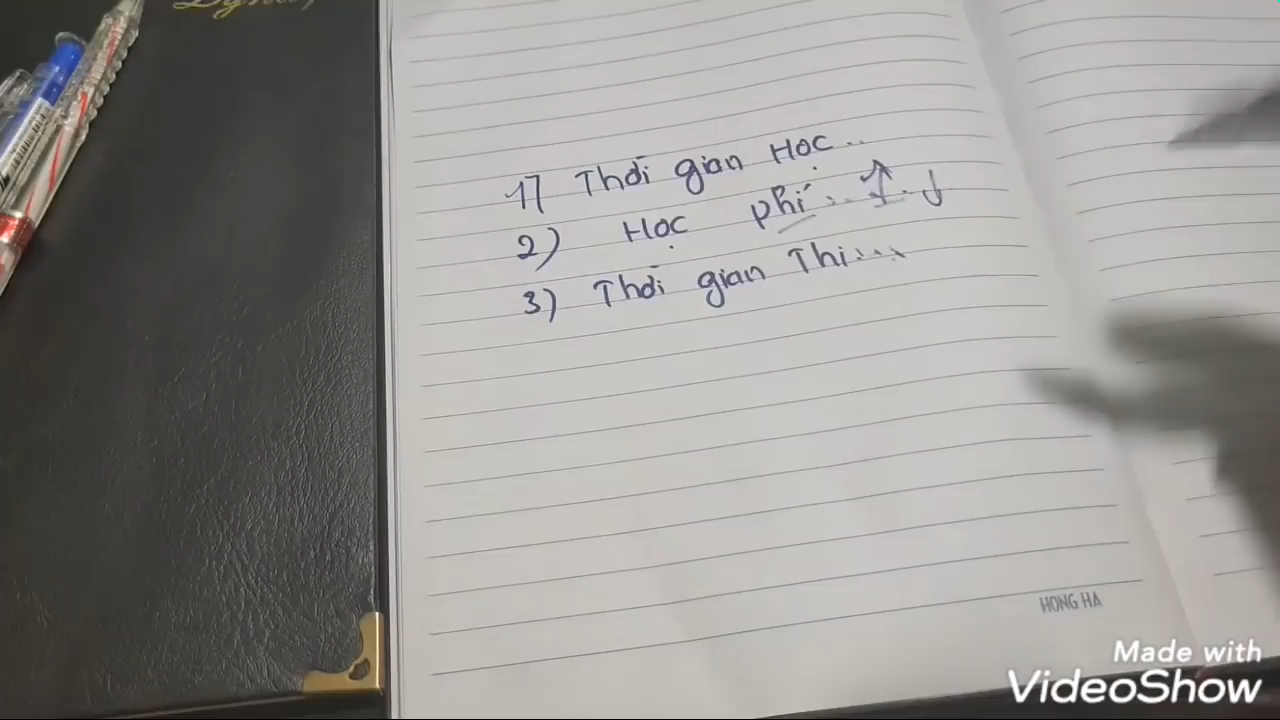 1) Thời gian Học...
2) Học phí... ↑. ↓
3) Thời gian Thi....
HONG HA
Made with
VideoShow